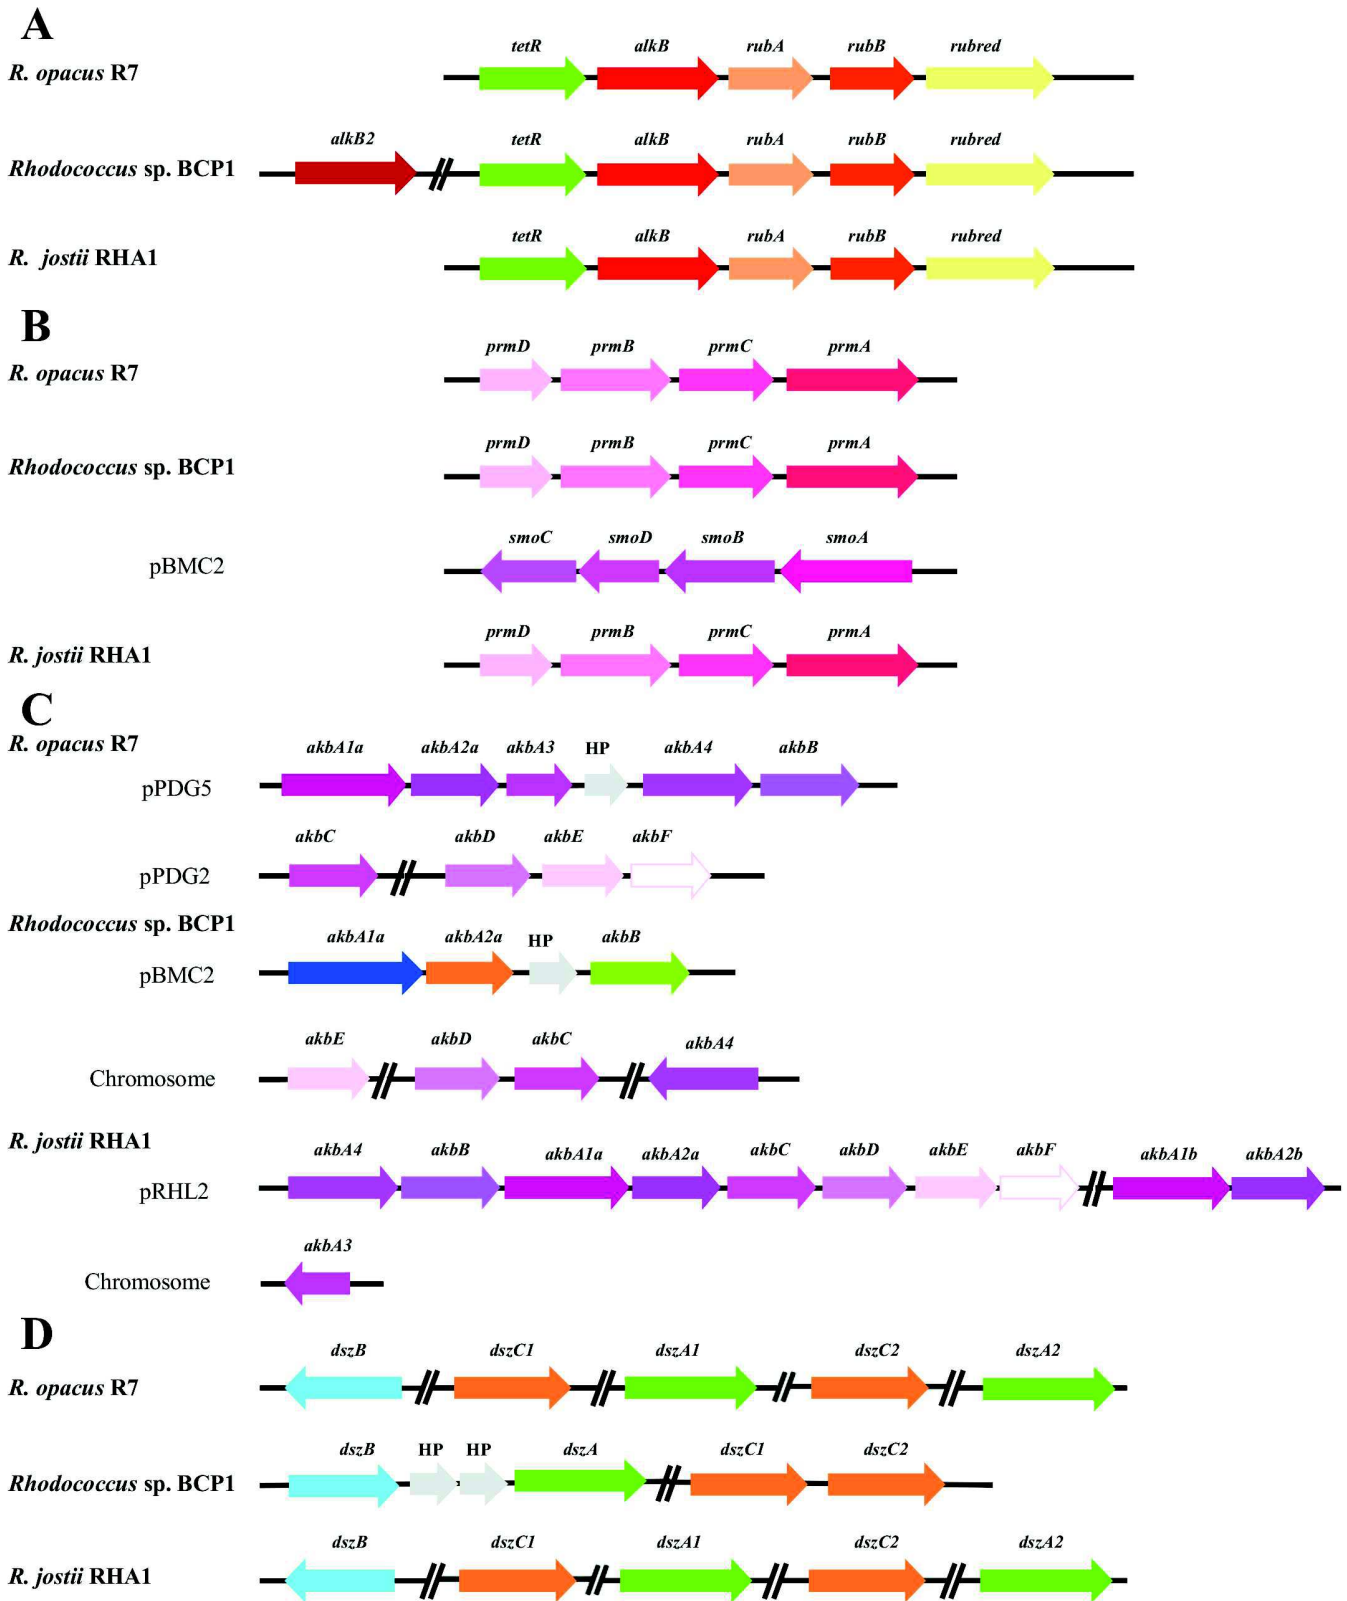 A
tetR alkB rubA rubB rubred
R. opacus R7
alkB2 tetR alkB rubA rubB rubred
Rhodococcus sp. BCP1
tetR alkB rubA rubB rubred
R. jostii RHA1
B
prmD prmB prmC prmA
R. opacus R7
prmD prmB prmC prmA
Rhodococcus sp. BCP1
smoC smoD smoB smoA
pBMC2
prmD prmB prmC prmA
R. jostii RHA1
C
R. opacus R7
akbA1a akbA2a akbA3 HP akbA4 akbB
pPDG5
akbC akbD akbE akbF
pPDG2
Rhodococcus sp. BCP1
akbA1a akbA2a HP akbB
pBMC2
akbE akbD akbC akbA4
Chromosome
R. jostii RHA1
akbA4 akbB akbA1a akbA2a akbC akbD akbE akbF akbA1b akbA2b
pRHL2
akbA3
Chromosome
D
dszB dszC1 dszA1 dszC2 dszA2
R. opacus R7
dszB HP HP dszA dszC1 dszC2
Rhodococcus sp. BCP1
dszB dszC1 dszA1 dszC2 dszA2
R. jostii RHA1